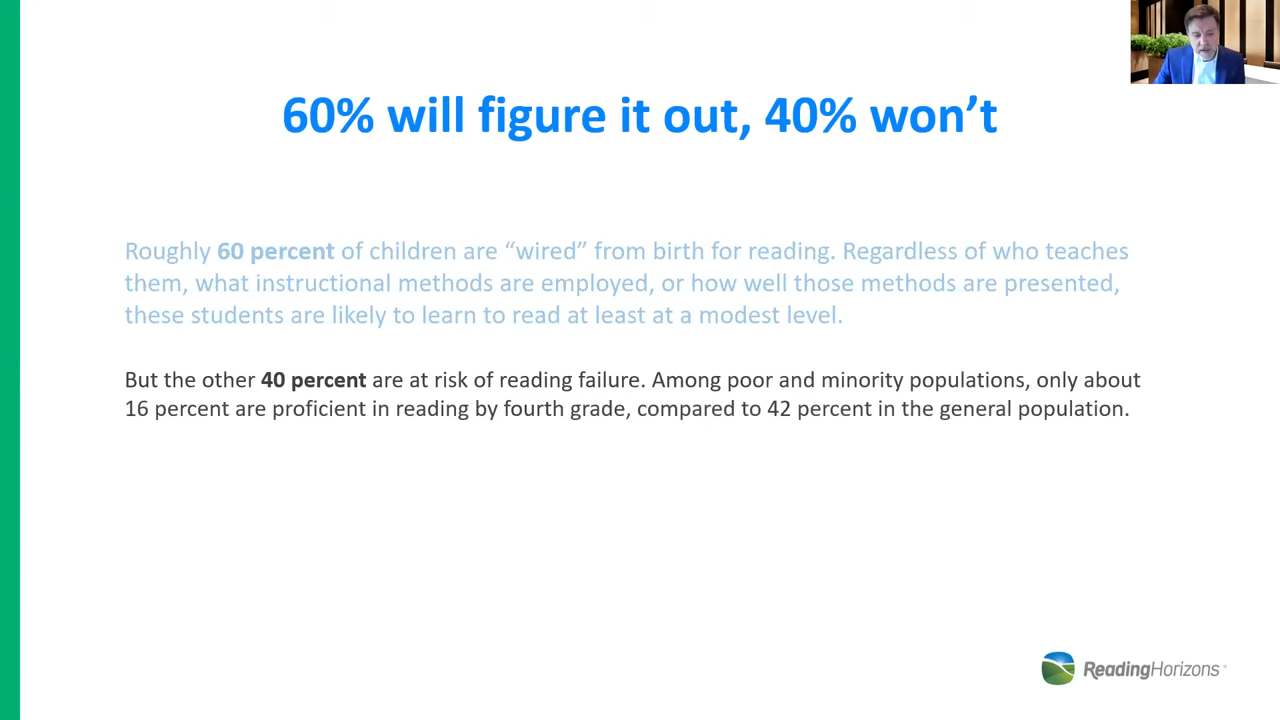 60% will figure it out, 40% won’t
Roughly 60 percent of children are “wired” from birth for reading. Regardless of who teaches
them, what instructional methods are employed, or how well those methods are presented,
these students are likely to learn to read at least at a modest level.
But the other 40 percent are at risk of reading failure. Among poor and minority populations, only about
16 percent are proficient in reading by fourth grade, compared to 42 percent in the general population.
ReadingHorizons